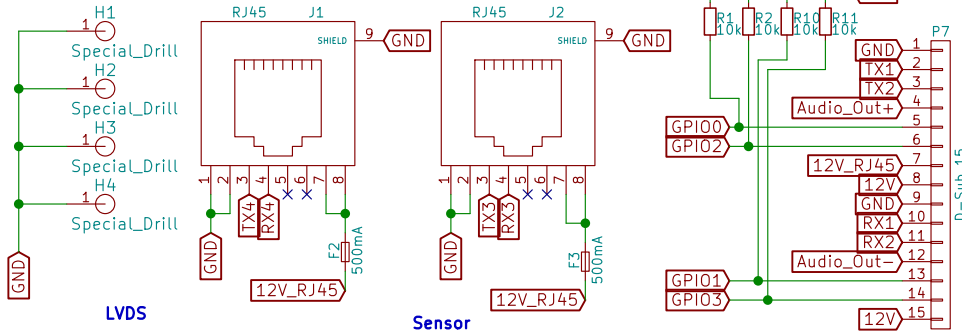 H1
1
Special_Drill
H2
1
Special_Drill
H3
1
Special_Drill
H4
1
Special_Drill
GND
LVDS
RJ45 J1
SHIELD 9 GND
1 2 3 4 5 6 7 8
GND
TX4
RX4
F2
500mA
12V_RJ45
RJ45 J2
SHIELD 9 GND
1 2 3 4 5 6 7 8
GND
TX3
RX3
F3
500mA
12V_RJ45
Sensor
R1 R2 R10 R11
10k 10k 10k 10k
P7
GND 1
TX1 2
TX2 3
Audio_Out+ 4
GPIO0 5
GPIO2 6
12V_RJ45 7
12V 8
GND 9
RX1 10
RX2 11
Audio_Out- 12
GPIO1 13
GPIO3 14
12V 15